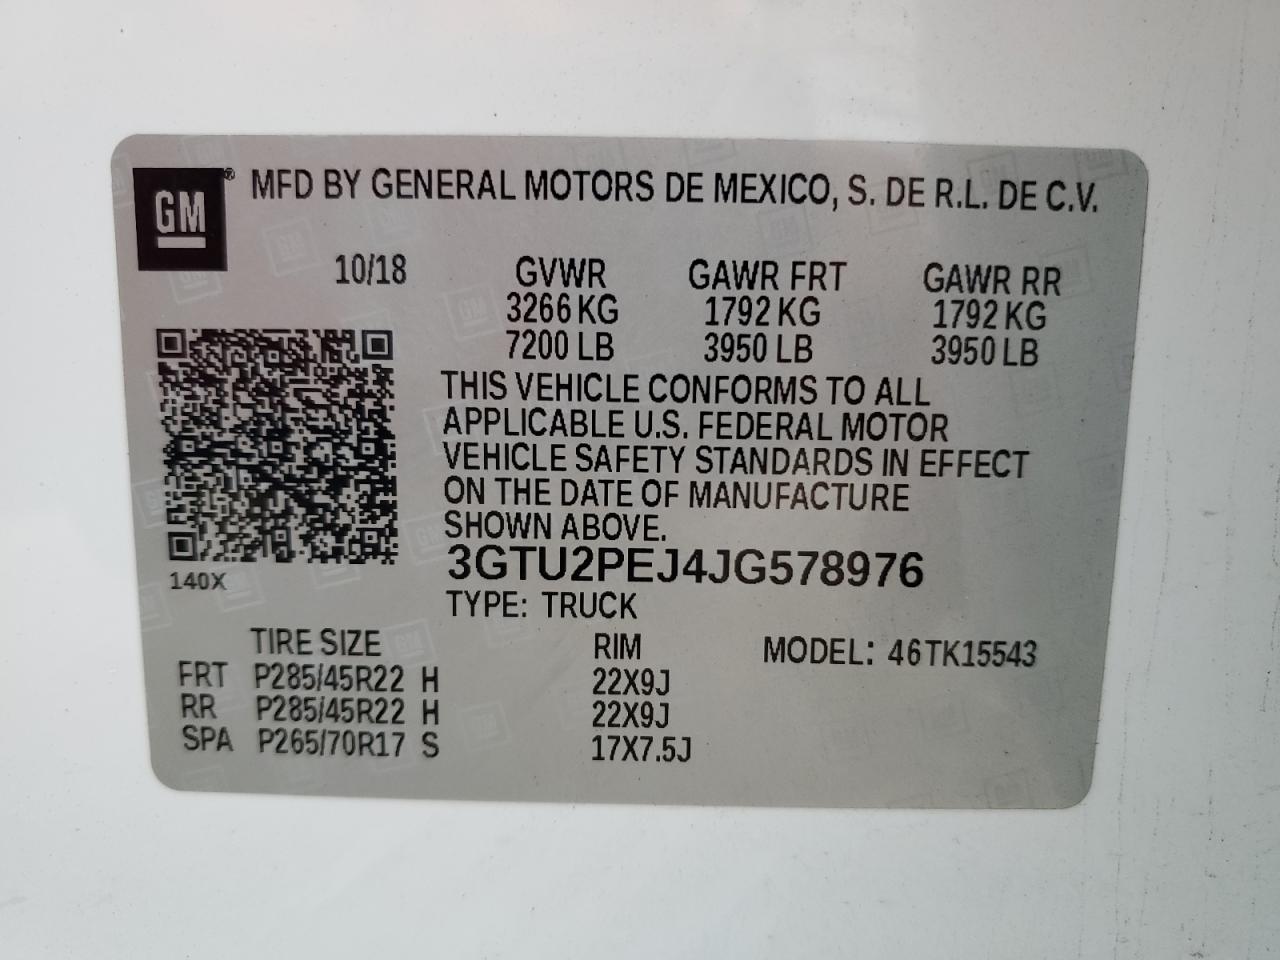 GM® MFD BY GENERAL MOTORS DE MEXICO, S. DE R.L. DE C.V.
10/18 GVWR GAWR FRT GAWR RR
3266 KG 1792 KG 1792 KG
7200 LB 3950 LB 3950 LB
THIS VEHICLE CONFORMS TO ALL
APPLICABLE U.S. FEDERAL MOTOR
VEHICLE SAFETY STANDARDS IN EFFECT
ON THE DATE OF MANUFACTURE
SHOWN ABOVE.
3GTU2PEJ4JG578976
140X
TYPE: TRUCK
TIRE SIZE RIM MODEL: 46TK15543
FRT P285/45R22 H 22X9J
RR P285/45R22 H 22X9J
SPA P265/70R17 S 17X7.5J